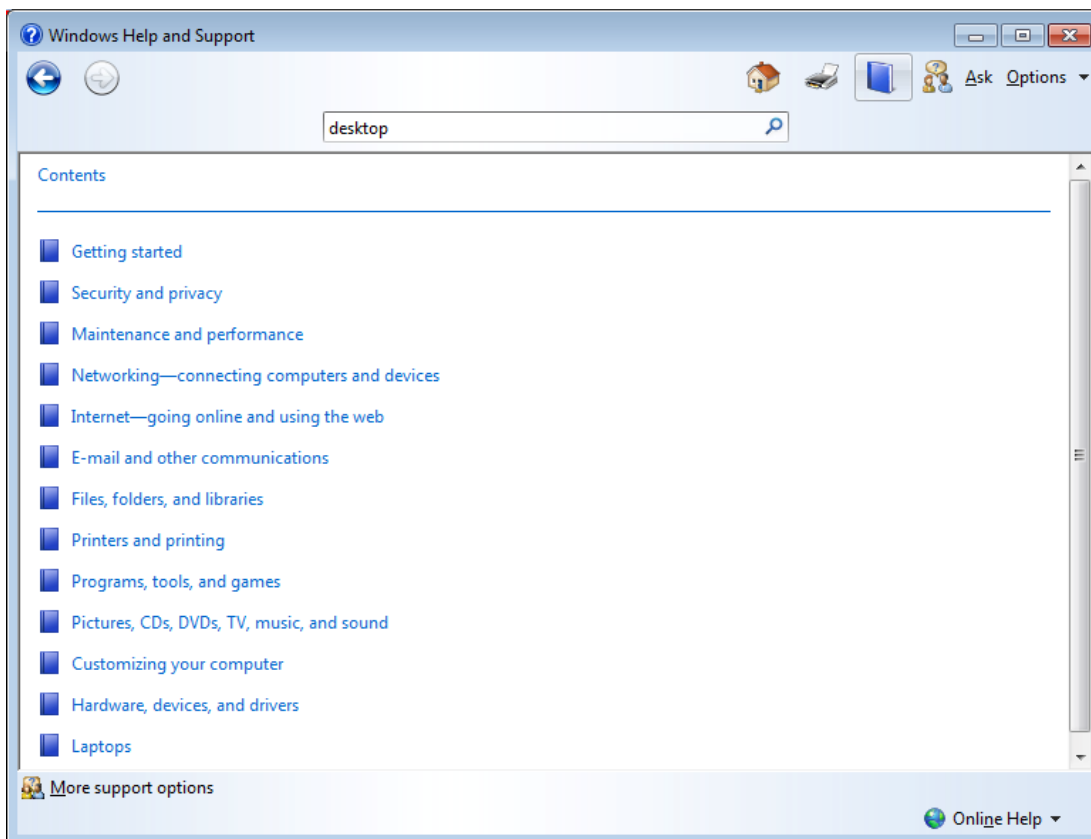 Windows Help and Support
Ask Options
desktop
Contents
Getting started
Security and privacy
Maintenance and performance
Networking—connecting computers and devices
Internet—going online and using the web
E-mail and other communications
Files, folders, and libraries
Printers and printing
Programs, tools, and games
Pictures, CDs, DVDs, TV, music, and sound
Customizing your computer
Hardware, devices, and drivers
Laptops
More support options
Online Help